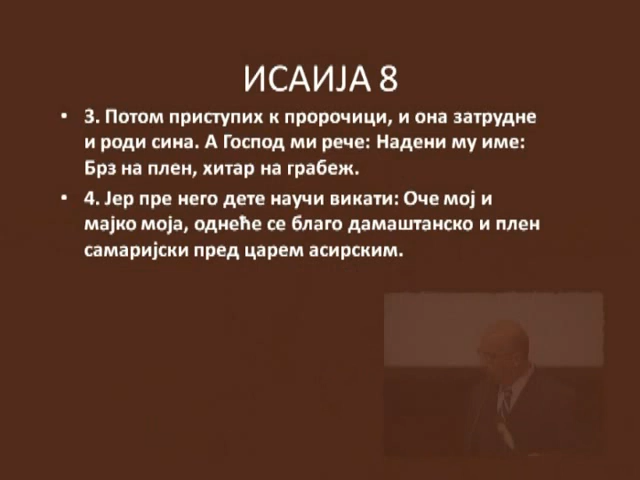 ИСАИЈА 8
• 3. Потом приступих к пророчици, и она затрудне
и роди сина. А Господ ми рече: Надени му име:
Брз на плен, хитар на грабеж.
• 4. Јер пре него дете научи викати: Оче мој и
мајко моја, однеће се благо дамаштанско и плен
самаријски пред царем асирским.